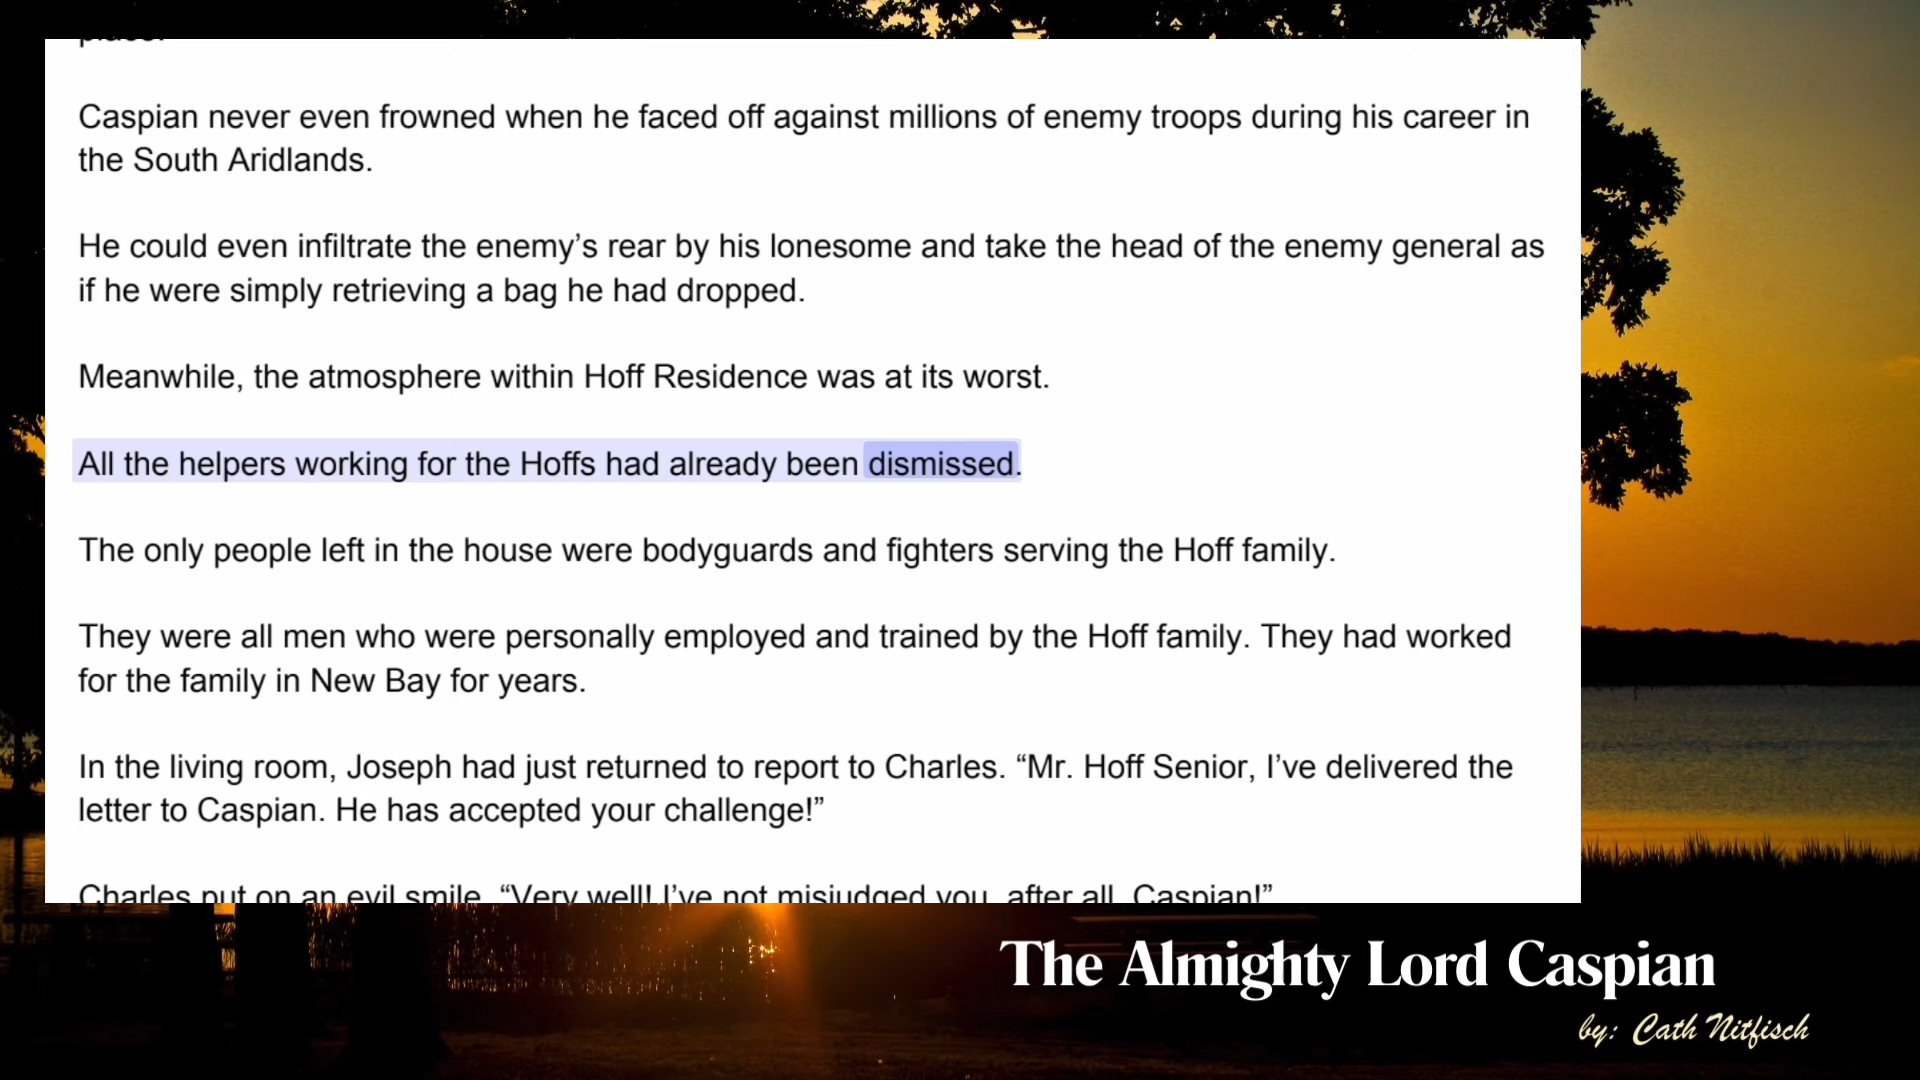 place.
Caspian never even frowned when he faced off against millions of enemy troops during his career in
the South Aridlands.
He could even infiltrate the enemy’s rear by his lonesome and take the head of the enemy general as
if he were simply retrieving a bag he had dropped.
Meanwhile, the atmosphere within Hoff Residence was at its worst.
All the helpers working for the Hoffs had already been dismissed.
The only people left in the house were bodyguards and fighters serving the Hoff family.
They were all men who were personally employed and trained by the Hoff family. They had worked
for the family in New Bay for years.
In the living room, Joseph had just returned to report to Charles. “Mr. Hoff Senior, I’ve delivered the
letter to Caspian. He has accepted your challenge!”
Charles put on an evil smile. “Very well! I’ve not misjudged you, after all, Caspian!”
The Almighty Lord Caspian
by: Cath Nitfisch